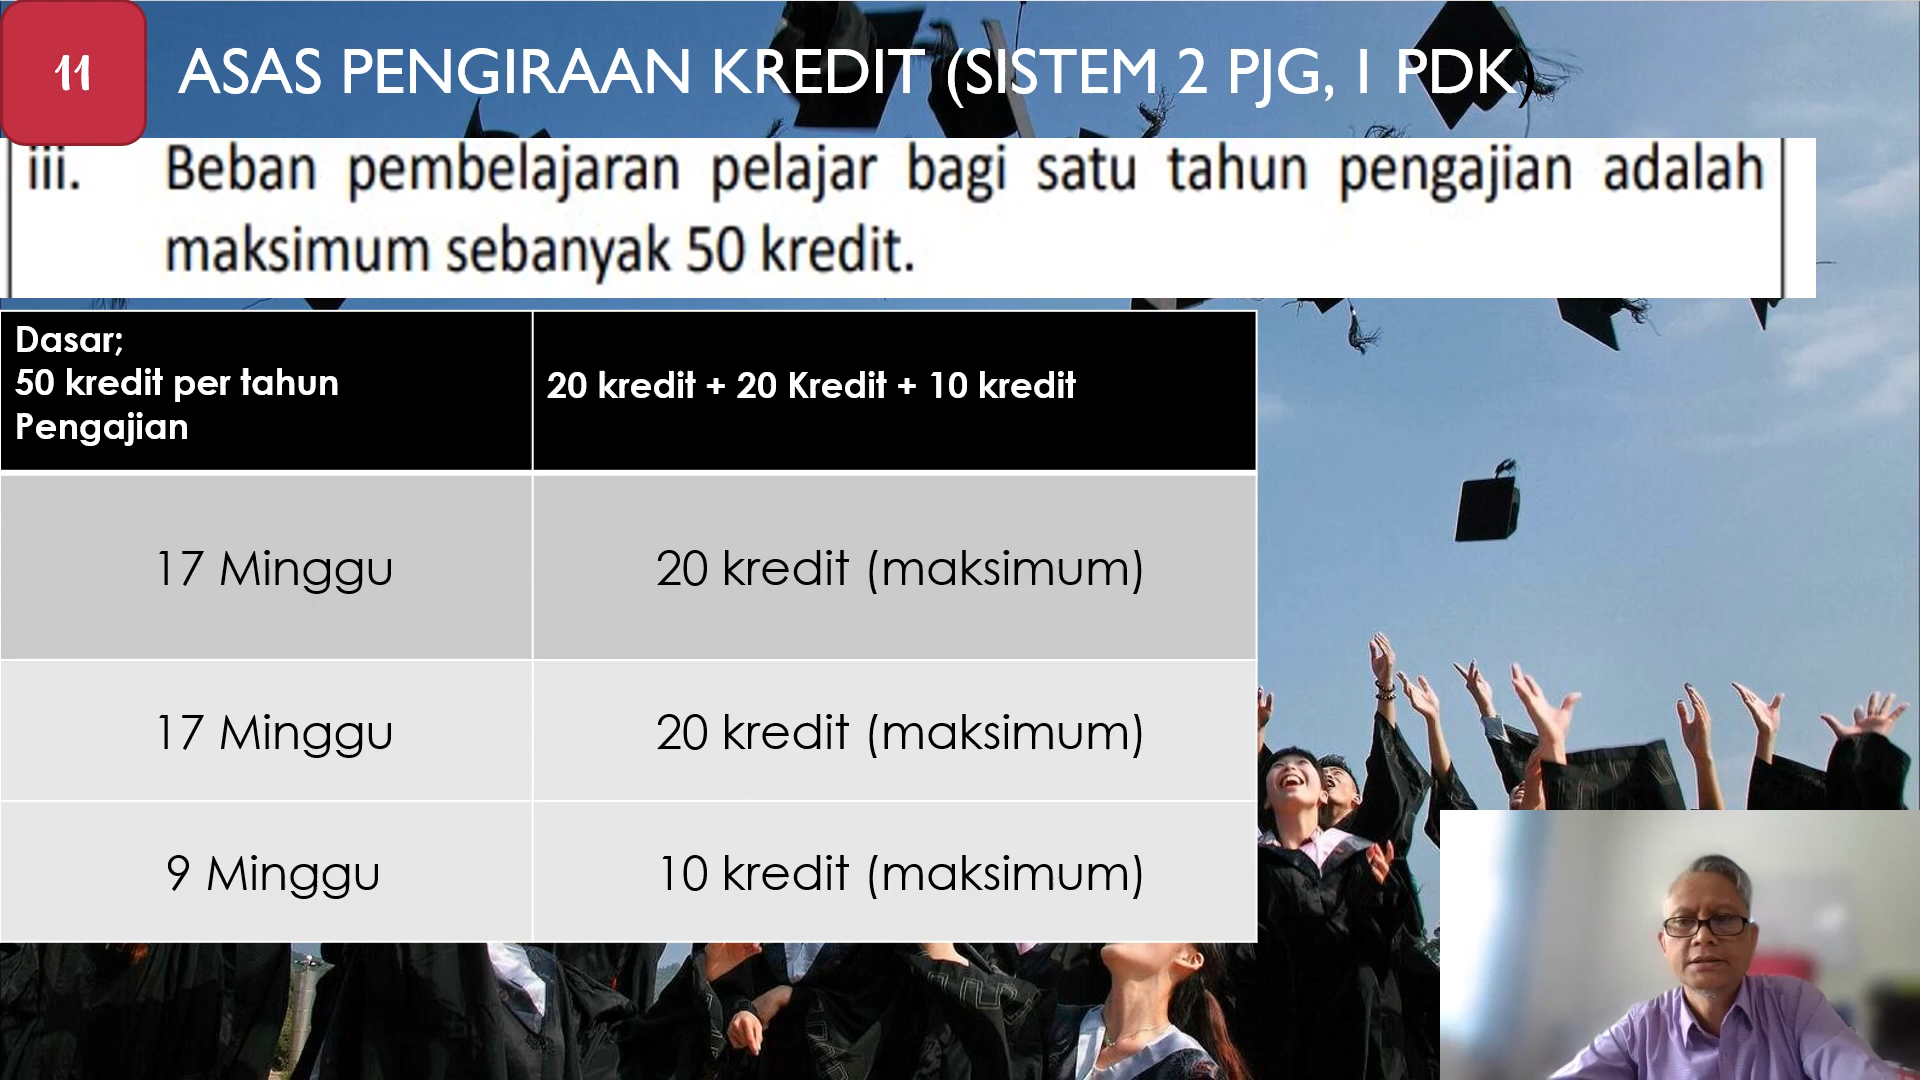 11
ASAS PENGIRAAN KREDIT (SISTEM 2 PJG, 1 PDK)
iii. Beban pembelajaran pelajar bagi satu tahun pengajian adalah
maksimum sebanyak 50 kredit.
Dasar;
50 kredit per tahun
Pengajian
20 kredit + 20 Kredit + 10 kredit
17 Minggu 20 kredit (maksimum)
17 Minggu 20 kredit (maksimum)
9 Minggu 10 kredit (maksimum)